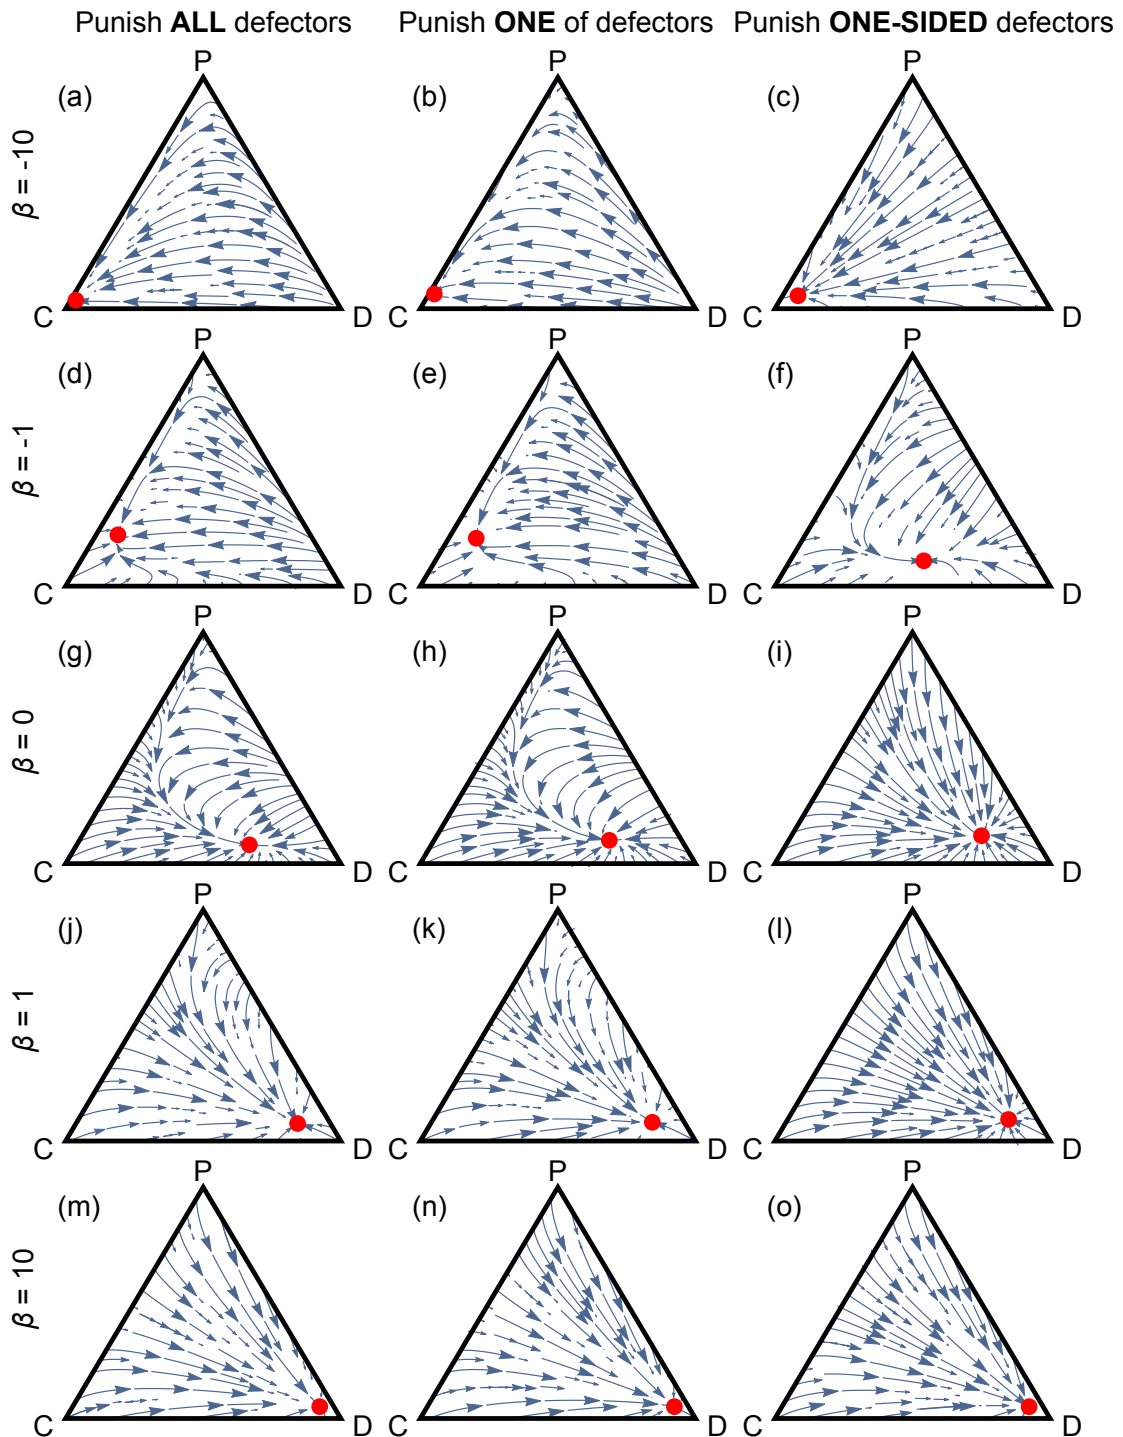 Punish ALL defectors Punish ONE of defectors Punish ONE-SIDED defectors
P P P
(a) (b) (c)
β = -10
C D C D C D
P P P
(d) (e) (f)
β = -1
C D C D C D
P P P
(g) (h) (i)
β = 0
C D C D C D
P P P
(j) (k) (l)
β = 1
C D C D C D
P P P
(m) (n) (o)
β = 10
C D C D C D